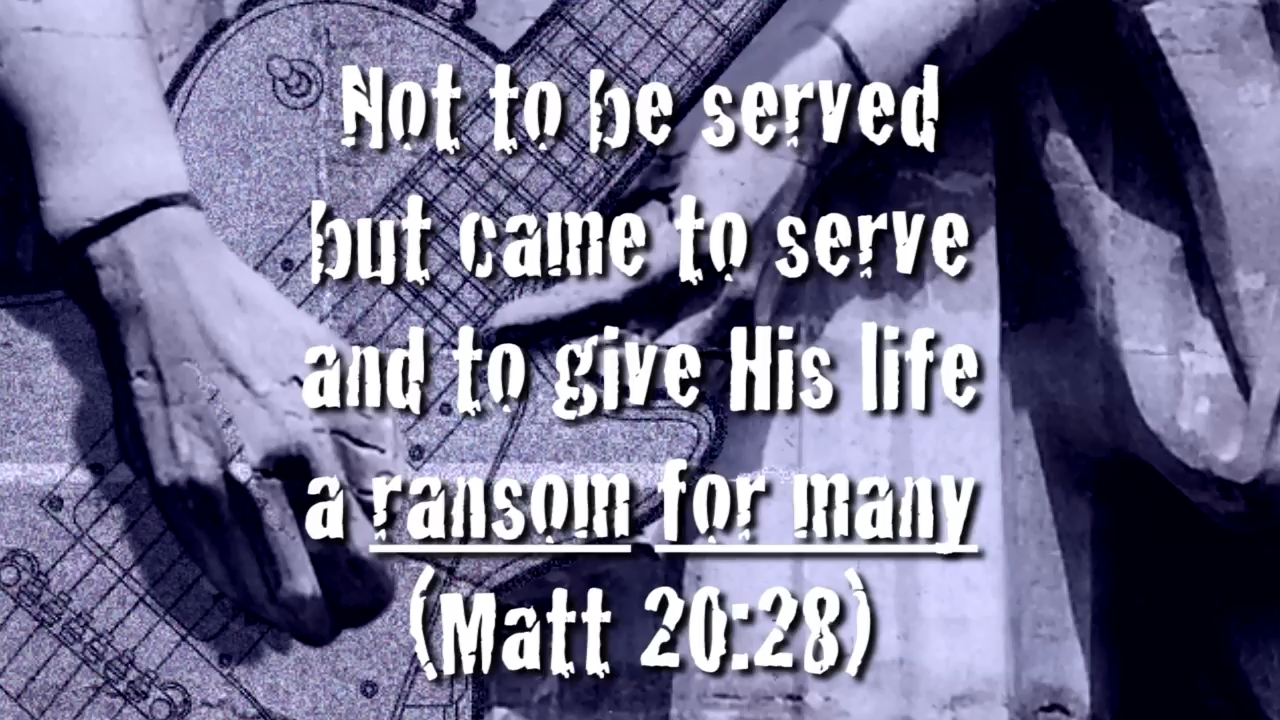 Not to be served
but came to serve
and to give His life
a ransom for many
(Matt 20:28)